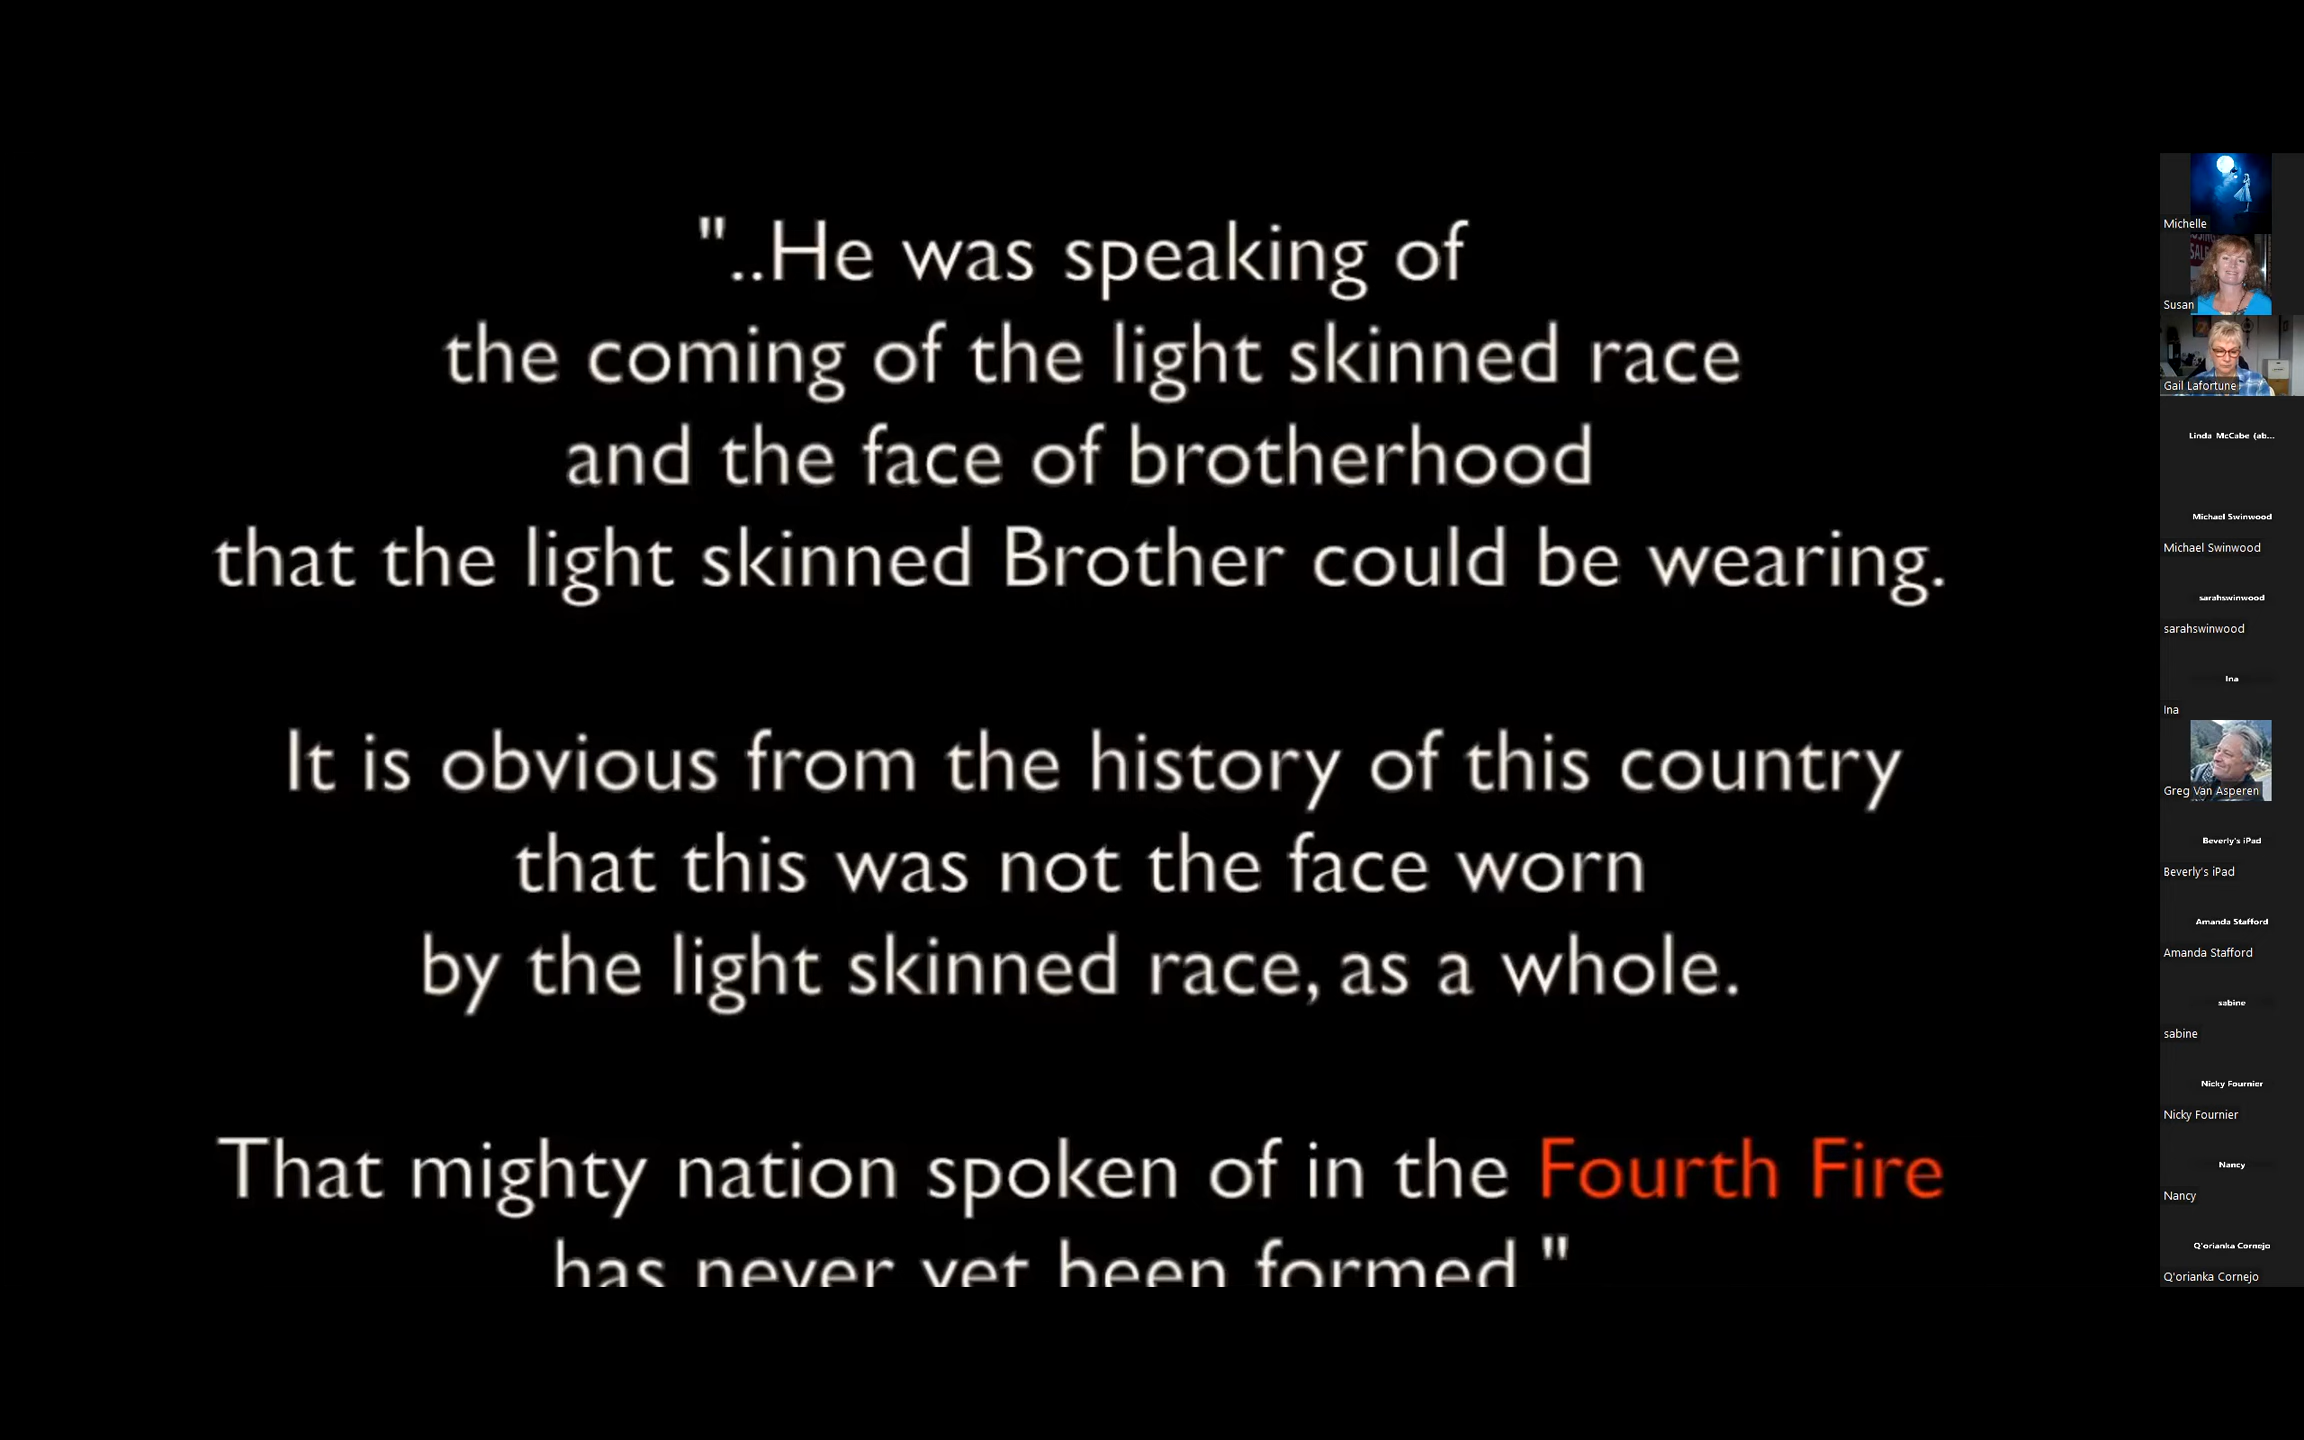 "..He was speaking of
the coming of the light skinned race
and the face of brotherhood
that the light skinned Brother could be wearing.
It is obvious from the history of this country
that this was not the face worn
by the light skinned race, as a whole.
That mighty nation spoken of in the Fourth Fire
has never yet been formed."
Michelle
SALE
Susan
Gail Lafortune
Linda McCabe (ab...
Michael Swinwood
Michael Swinwood
sarahswinwood
sarahswinwood
Ina
Ina
Greg Van Asperen
Beverly's iPad
Beverly's iPad
Amanda Stafford
Amanda Stafford
sabine
sabine
Nicky Fournier
Nicky Fournier
Nancy
Nancy
Q'orianka Cornejo
Q'orianka Cornejo